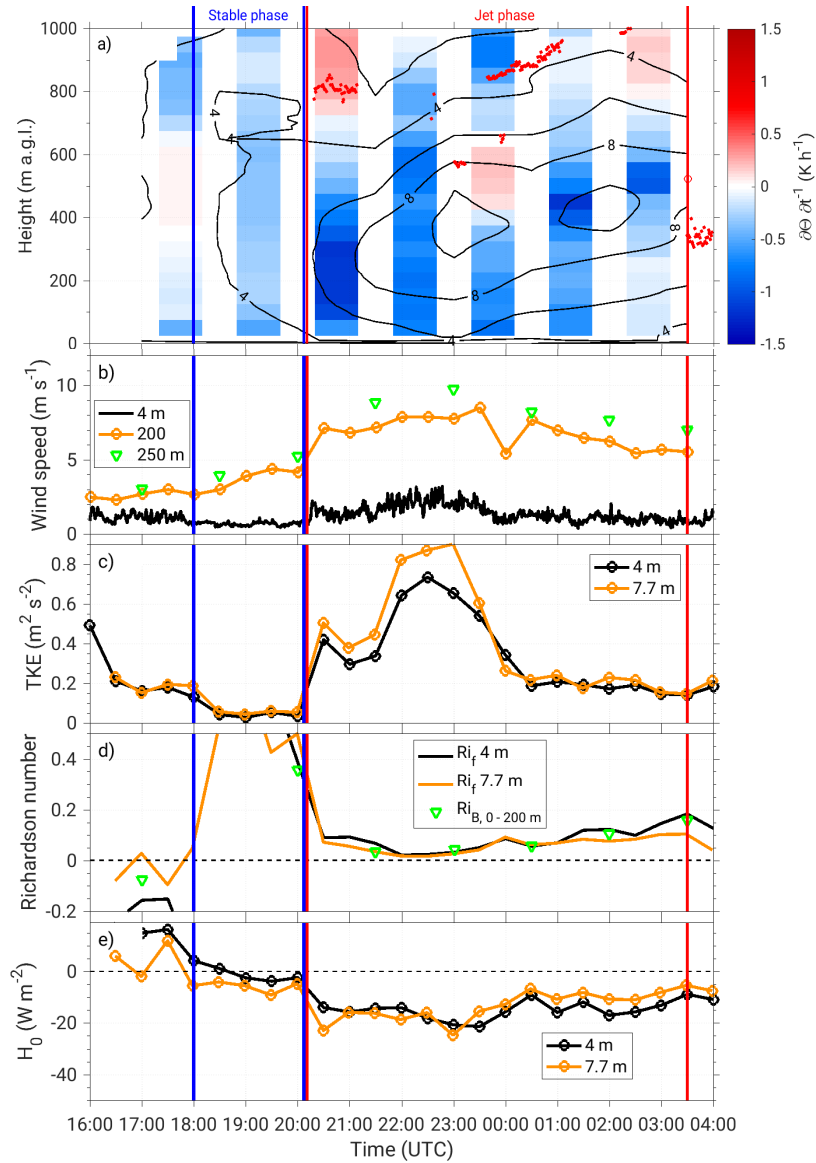 Stable phase
Jet phase
a)
1000
800
600
400
200
0
Height (m a.g.l.)
4
4
4
4
4
4
4
8
8
8
8
1.5
1
0.5
0
-0.5
-1
-1.5
∂Θ ∂t⁻¹ (K h⁻¹)
b)
10
5
0
Wind speed (m s⁻¹)
4 m
200
250 m
c)
0.8
0.6
0.4
0.2
0
TKE (m² s⁻²)
4 m
7.7 m
d)
0.4
0.2
0
-0.2
Richardson number
Ri_f 4 m
Ri_f 7.7 m
Ri_B, 0 - 200 m
e)
0
-20
-40
H_0 (W m⁻²)
4 m
7.7 m
16:00 17:00 18:00 19:00 20:00 21:00 22:00 23:00 00:00 01:00 02:00 03:00 04:00
Time (UTC)